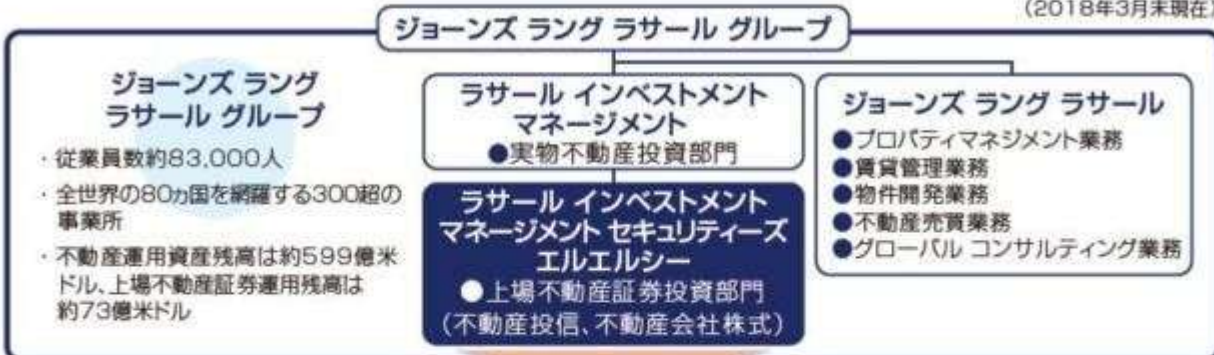 （2018年3月末現在）
ジョーンズ ラング ラサール グループ
ジョーンズ ラング
ラサール グループ
・従業員数約83,000人
・全世界の80ヵ国を網羅する300超の
事業所
・不動産運用資産残高は約599億米
ドル、上場不動産証券運用残高は
約73億米ドル
ラサール インベストメント
マネージメント
●実物不動産投資部門
ラサール インベストメント
マネージメント セキュリティーズ
エルエルシー
●上場不動産証券投資部門
（不動産投信、不動産会社株式）
ジョーンズ ラング ラサール
●プロパティマネジメント業務
●賃貸管理業務
●物件開発業務
●不動産売買業務
●グローバル コンサルティング業務